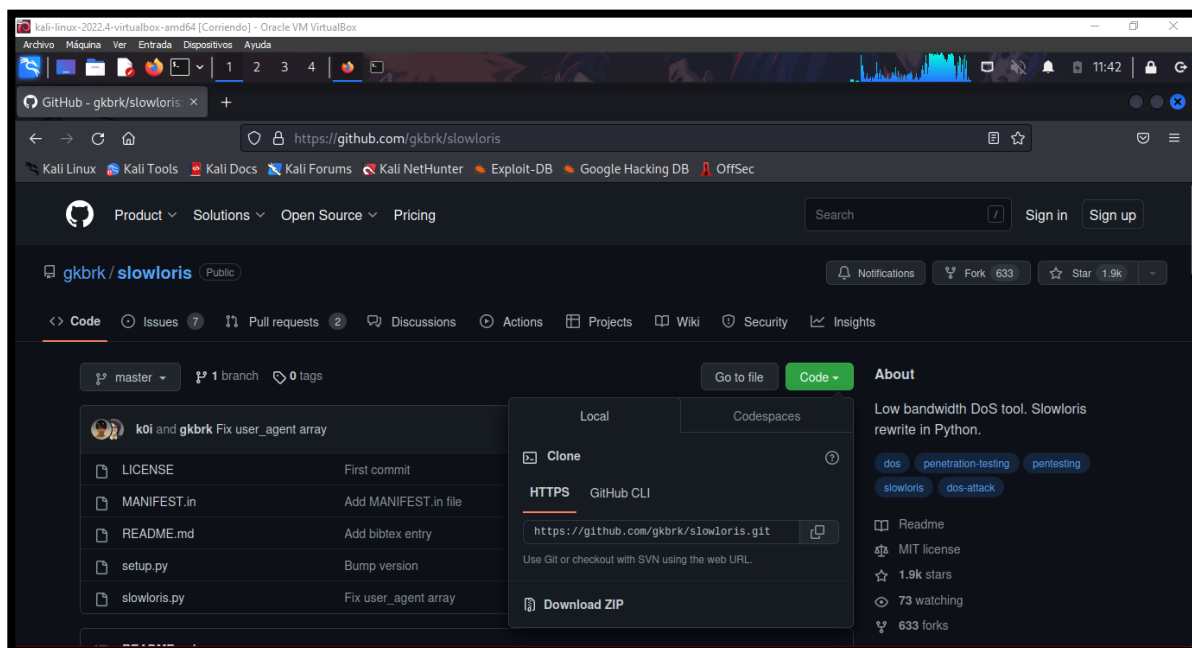 kali-linux-2022.4-virtualbox-amd64 [Corriendo] - Oracle VM VirtualBox
Archivo Máquina Ver Entrada Dispositivos Ayuda
1 2 3 4 11:42
GitHub - gkbrk/slowloris:
https://github.com/gkbrk/slowloris
Kali Linux Kali Tools Kali Docs Kali Forums Kali NetHunter Exploit-DB Google Hacking DB OffSec
Product Solutions Open Source Pricing Search / Sign in Sign up
gkbrk / slowloris Public Notifications Fork 633 Star 1.9k
<> Code Issues 7 Pull requests 2 Discussions Actions Projects Wiki Security Insights
master 1 branch 0 tags Go to file Code
k0i and gkbrk Fix user_agent array
LICENSE First commit
MANIFEST.in Add MANIFEST.in file
README.md Add bibtex entry
setup.py Bump version
slowloris.py Fix user_agent array
Local Codespaces
Clone
HTTPS GitHub CLI
https://github.com/gkbrk/slowloris.git
Use Git or checkout with SVN using the web URL.
Download ZIP
About
Low bandwidth DoS tool. Slowloris
rewrite in Python.
dos penetration-testing pentesting
slowloris dos-attack
Readme
MIT license
1.9k stars
73 watching
633 forks